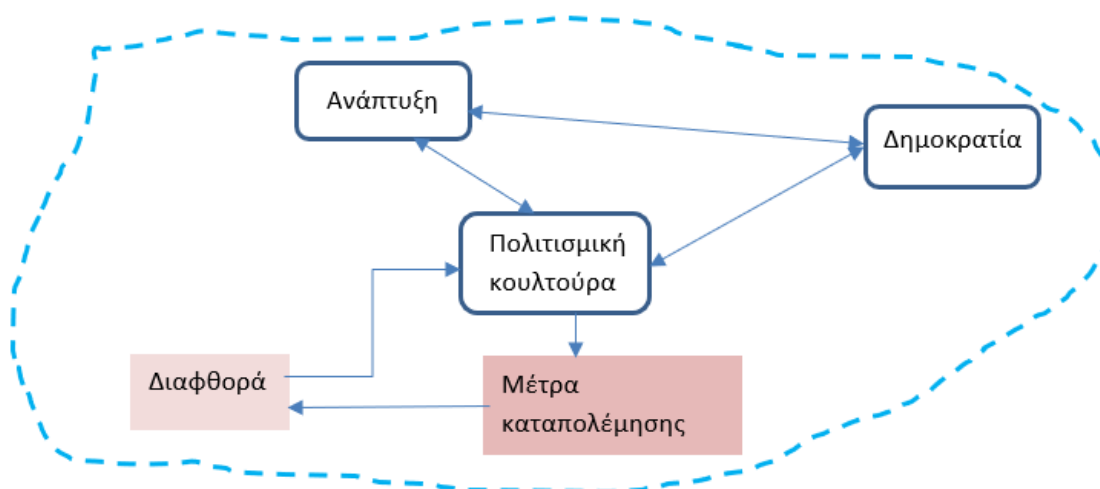 Ανάπτυξη
Δημοκρατία
Πολιτισμική
κουλτούρα
Διαφθορά
Μέτρα
καταπολέμησης